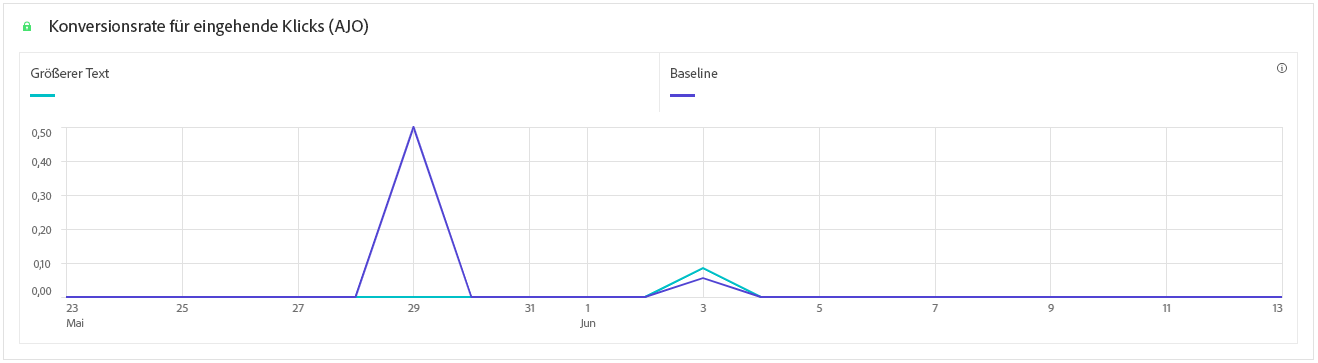 Konversionsrate für eingehende Klicks (AJO)
Größerer Text
Baseline
0,50
0,40
0,30
0,20
0,10
0,00
23 25 27 29 31 1 3 5 7 9 11 13
Mai Jun